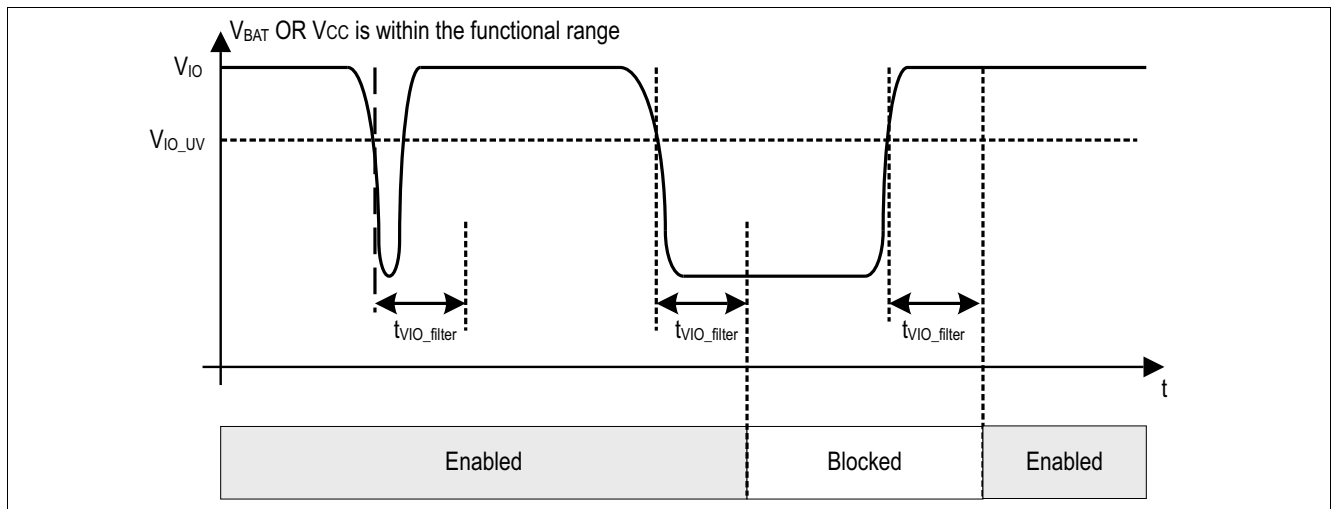 VBAT OR VCC is within the functional range
VIO
VIO_UV
tVIO_filter
tVIO_filter
tVIO_filter
t
Enabled
Blocked
Enabled